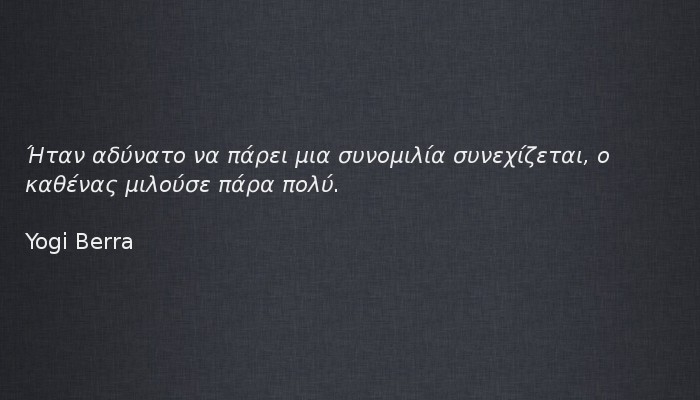 Ήταν αδύνατο να πάρει μια συνομιλία συνεχίζεται, ο
καθένας μιλούσε πάρα πολύ.
Yogi Berra